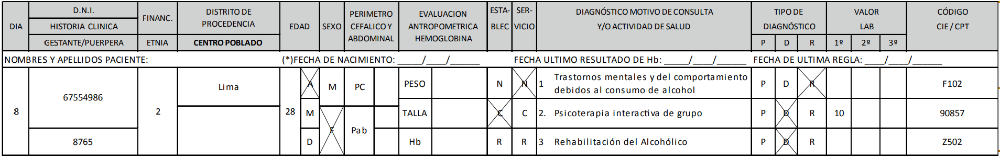 DIA
D.N.I.
HISTORIA CLINICA
GESTANTE/PUERPERA
FINANC.
ETNIA
DISTRITO DE
PROCEDENCIA
CENTRO POBLADO
EDAD
SEXO
PERIMETRO
CEFALICO Y
ABDOMINAL
EVALUACION
ANTROPOMETRICA
HEMOGLOBINA
ESTA-
BLEC
SER-
VICIO
DIAGNÓSTICO MOTIVO DE CONSULTA
Y/O ACTIVIDAD DE SALUD
TIPO DE
DIAGNÓSTICO
P D R
VALOR
LAB
1º 2º 3º
CÓDIGO
CIE / CPT
NOMBRES Y APELLIDOS PACIENTE: (*)FECHA DE NACIMIENTO: _____/____/______ FECHA ULTIMO RESULTADO DE Hb: _____/____/______ FECHA DE ULTIMA REGLA: ____/____/______
8
67554986
8765
2
Lima
28
A
M
D
M
F
PC
Pab
PESO
TALLA
Hb
N
C
R
N
C
R
1 Trastornos mentales y del comportamiento
debidos al consumo de alcohol
P D R
F102
2. Psicoterapia interactiva de grupo
P D R
10
90857
3 Rehabilitación del Alcohólico
P D R
Z502